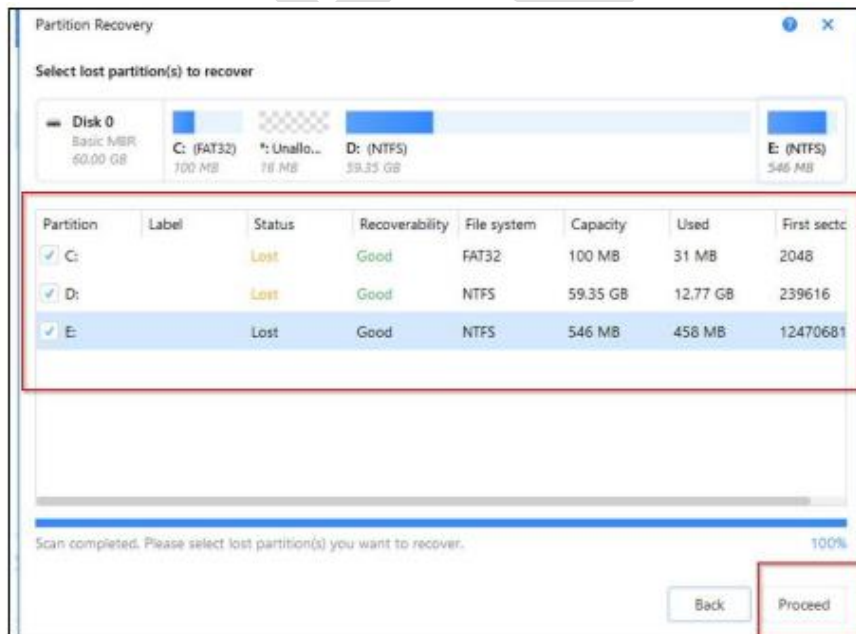 Partition Recovery
Select lost partition(s) to recover
Disk 0
Basic MBR
60.00 GB
C: (FAT32)
100 MB
*: Unallo...
16 MB
D: (NTFS)
59.35 GB
E: (NTFS)
546 MB
Partition Label Status Recoverability File system Capacity Used First secto
C: Lost Good FAT32 100 MB 31 MB 2048
D: Lost Good NTFS 59.35 GB 12.77 GB 239616
E: Lost Good NTFS 546 MB 458 MB 12470681
Scan completed. Please select lost partition(s) you want to recover. 100%
Back Proceed